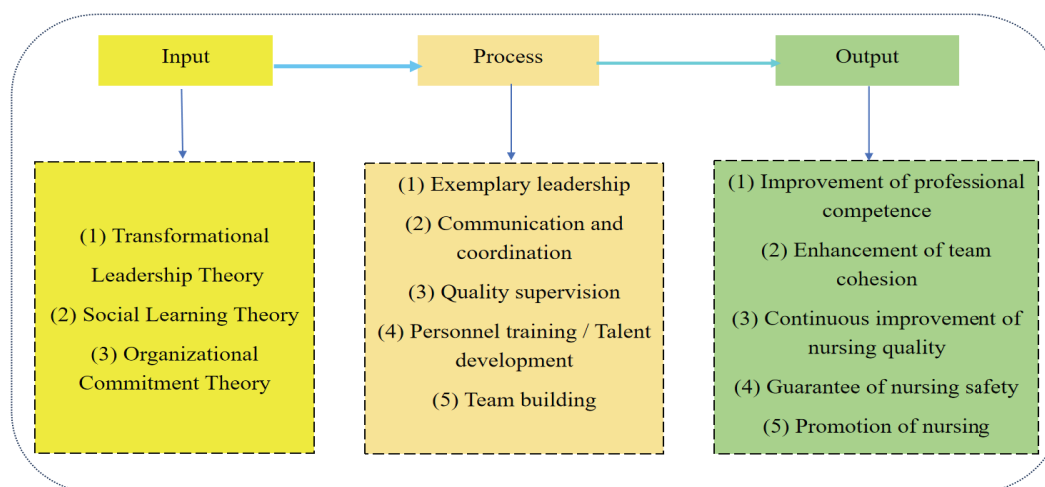 Input
Process
Output
(1) Transformational
Leadership Theory
(2) Social Learning Theory
(3) Organizational
Commitment Theory
(1) Exemplary leadership
(2) Communication and
coordination
(3) Quality supervision
(4) Personnel training / Talent
development
(5) Team building
(1) Improvement of professional
competence
(2) Enhancement of team
cohesion
(3) Continuous improvement of
nursing quality
(4) Guarantee of nursing safety
(5) Promotion of nursing